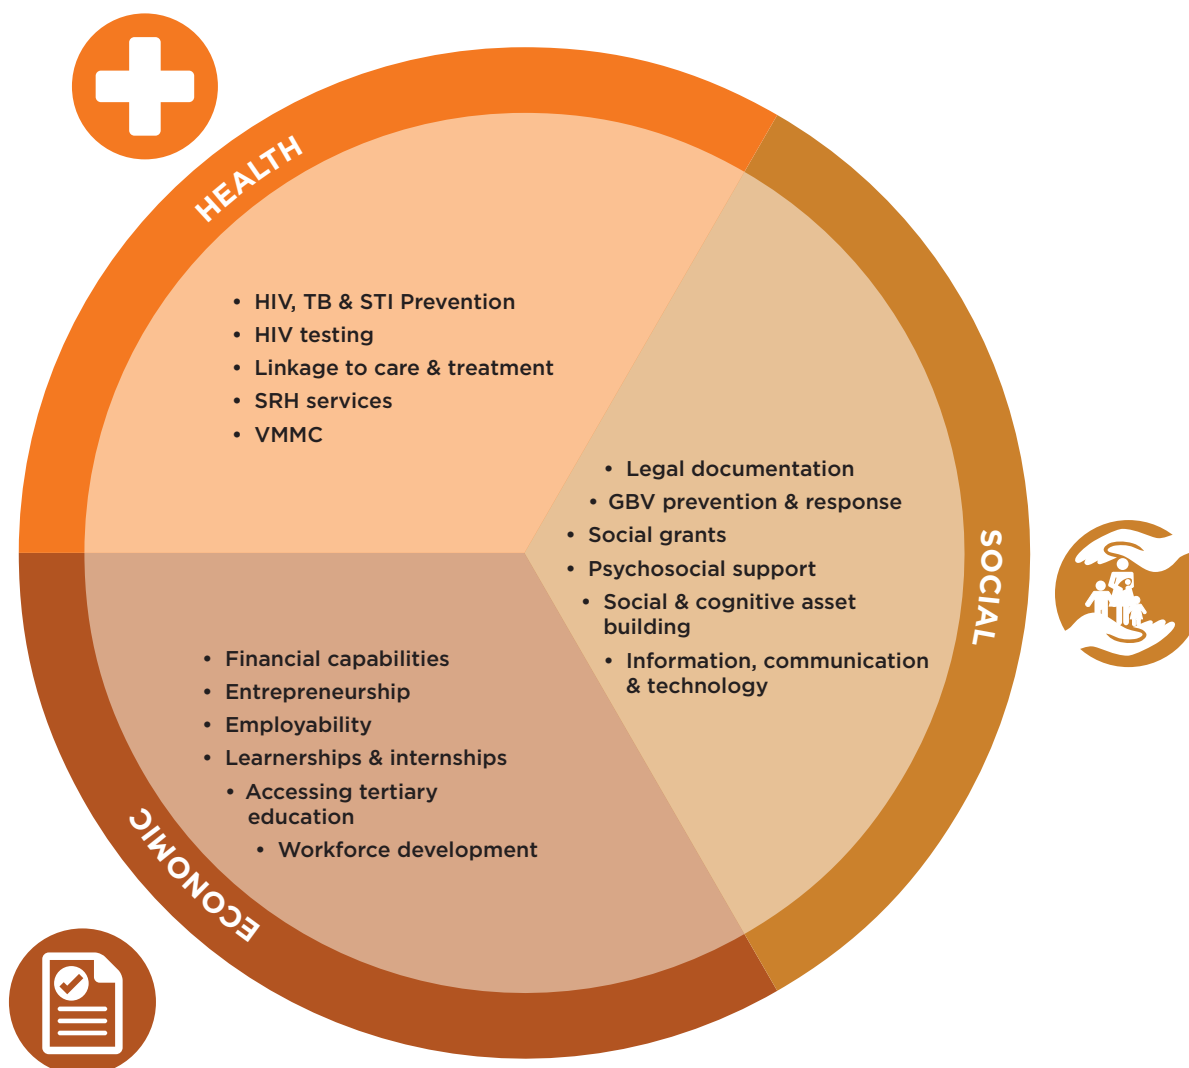 HEALTH
• HIV, TB & STI Prevention
• HIV testing
• Linkage to care & treatment
• SRH services
• VMMC
SOCIAL
• Legal documentation
• GBV prevention & response
• Social grants
• Psychosocial support
• Social & cognitive asset
building
• Information, communication
& technology
ECONOMIC
• Financial capabilities
• Entrepreneurship
• Employability
• Learnerships & internships
• Accessing tertiary
education
• Workforce development